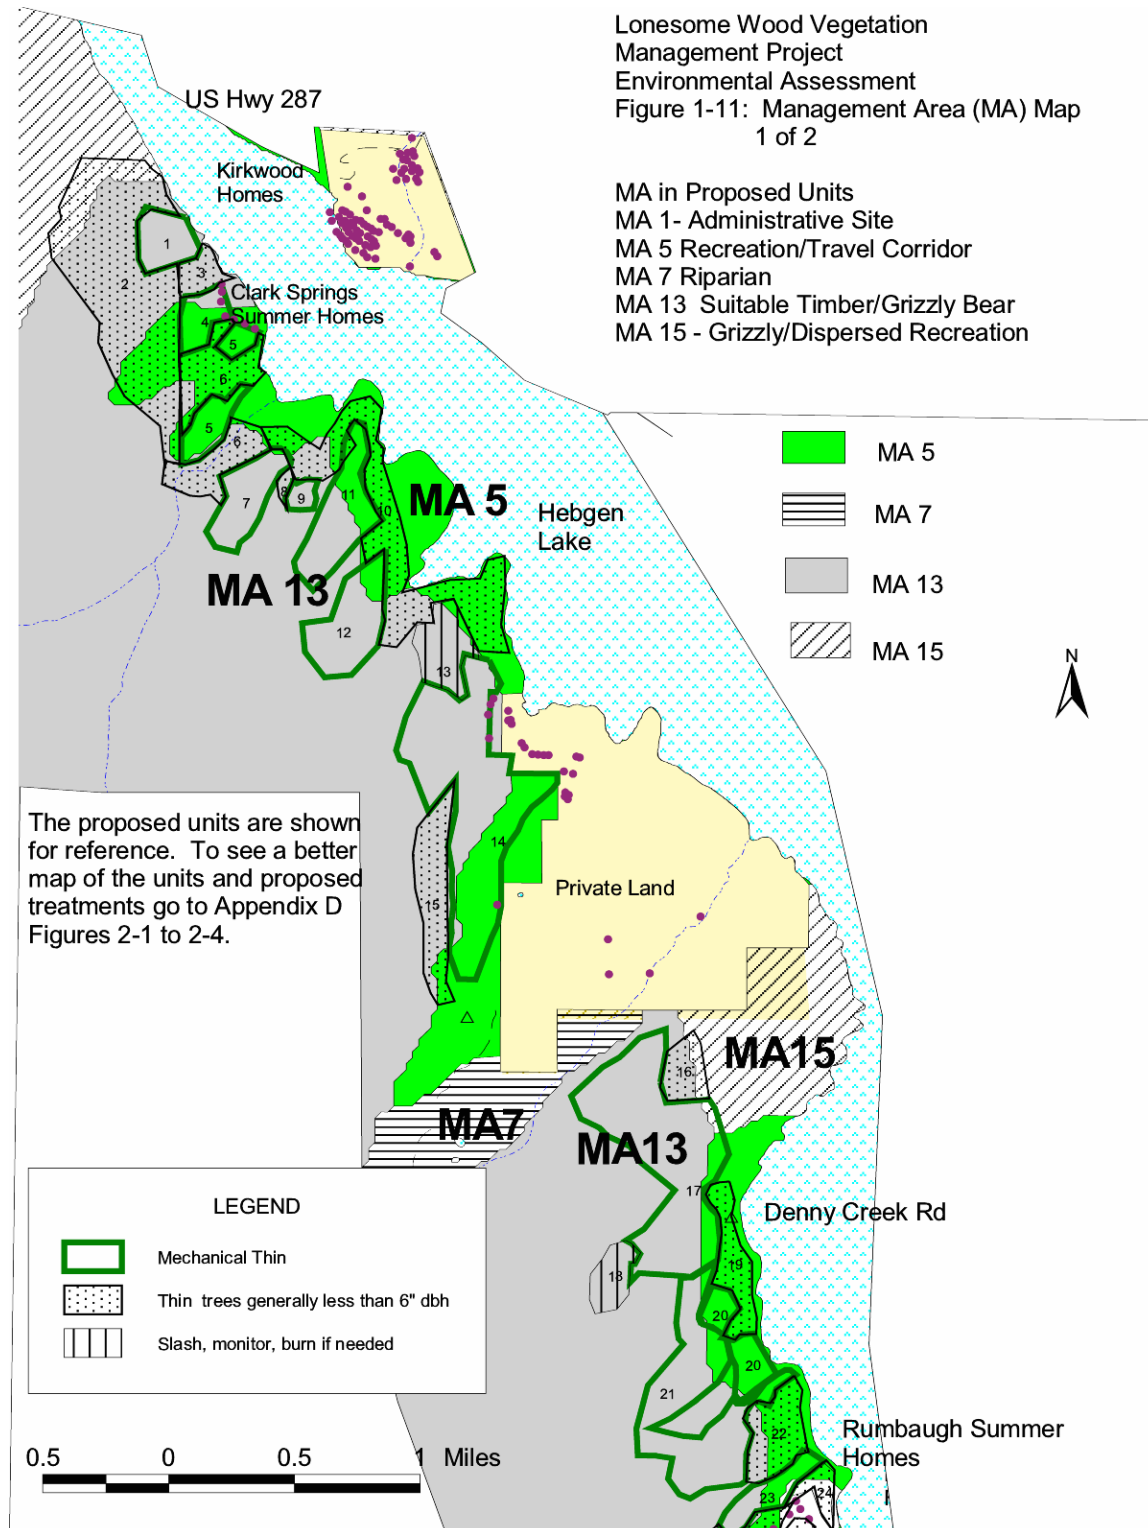 Lonesome Wood Vegetation
Management Project
Environmental Assessment
Figure 1-11: Management Area (MA) Map
1 of 2
MA in Proposed Units
MA 1- Administrative Site
MA 5 Recreation/Travel Corridor
MA 7 Riparian
MA 13 Suitable Timber/Grizzly Bear
MA 15 - Grizzly/Dispersed Recreation
US Hwy 287
Kirkwood
Homes
1
2
3
Clark Springs
Summer Homes
4
5
6
5
6
7
8
9
11
10
MA 5
Hebgen
Lake
MA 5
MA 7
MA 13
MA 15
N
MA 13
12
13
14
15
Private Land
The proposed units are shown
for reference. To see a better
map of the units and proposed
treatments go to Appendix D
Figures 2-1 to 2-4.
MA15
16
MA7
MA13
17
Denny Creek Rd
18
19
20
20
21
22
Rumbaugh Summer
Homes
23
24
LEGEND
Mechanical Thin
Thin trees generally less than 6" dbh
Slash, monitor, burn if needed
0.5 0 0.5 1 Miles